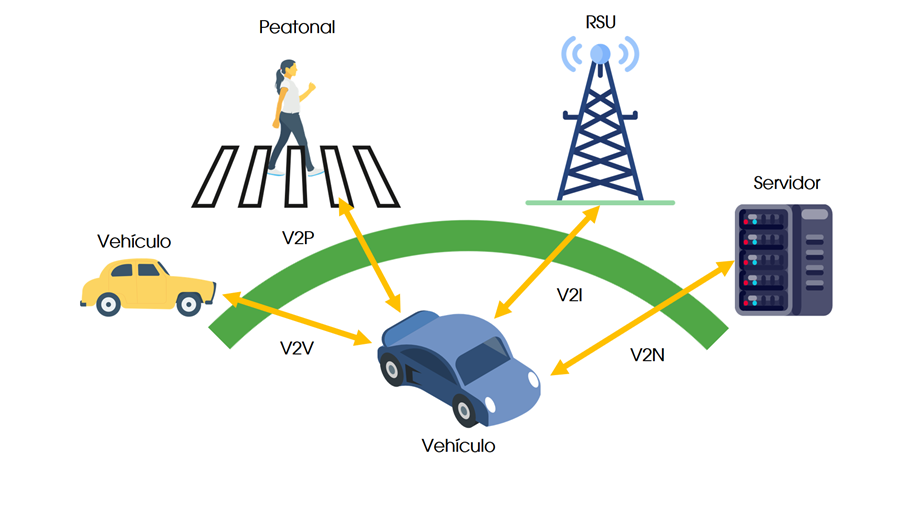 Peatonal
RSU
Servidor
Vehículo
V2P
V2I
V2V
V2N
Vehículo